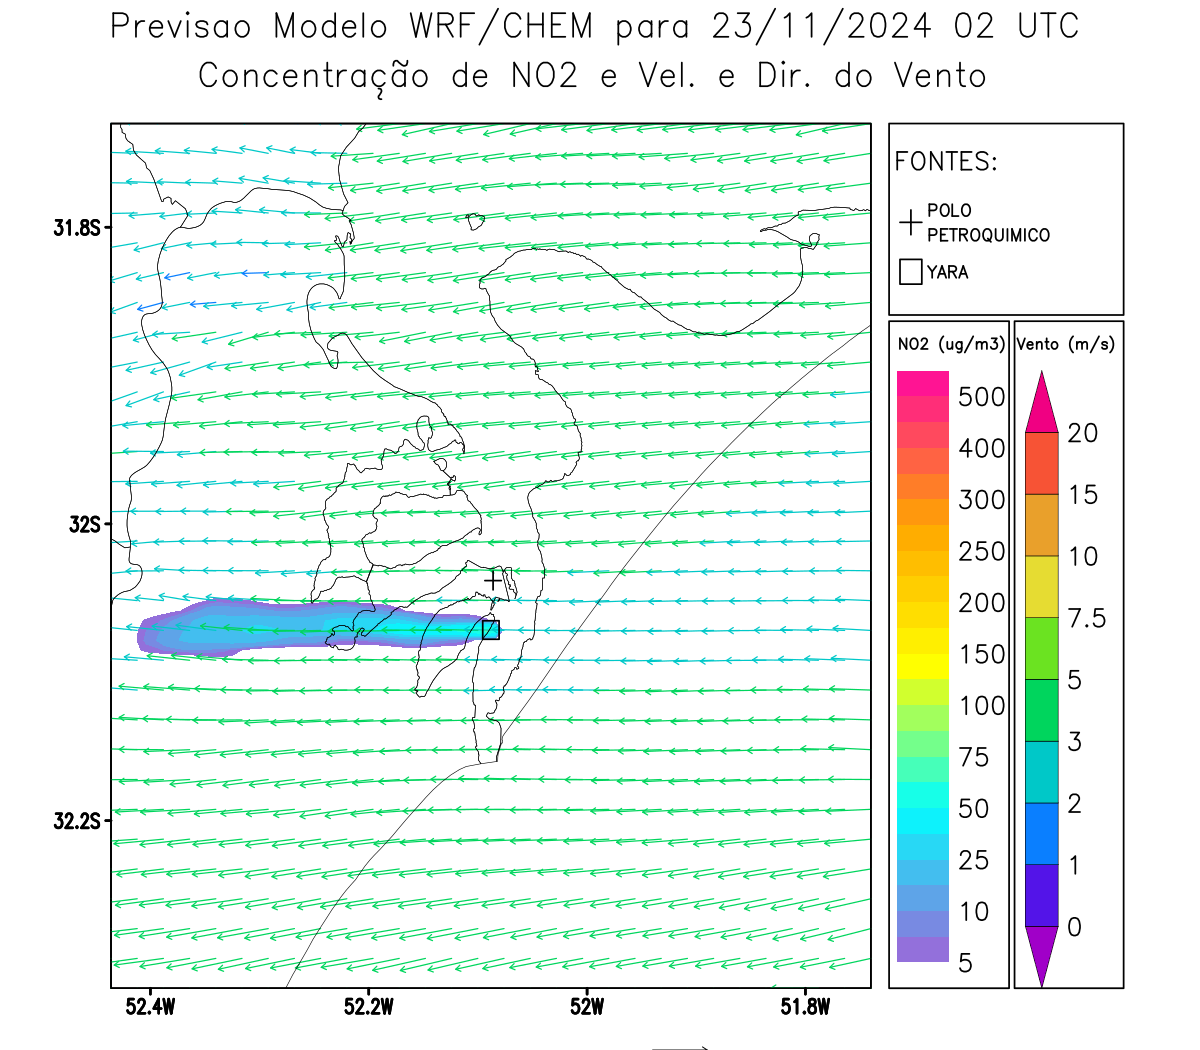 Previsao Modelo WRF/CHEM para 23/11/2024 02 UTC
Concentração de NO2 e Vel. e Dir. do Vento
FONTES:
POLO
PETROQUIMICO
YARA
NO2 (ug/m3)
500
400
300
250
200
150
100
75
50
25
10
5
Vento (m/s)
20
15
10
7.5
5
3
2
1
0
31.8S
32S
32.2S
52.4W 52.2W 52W 51.8W